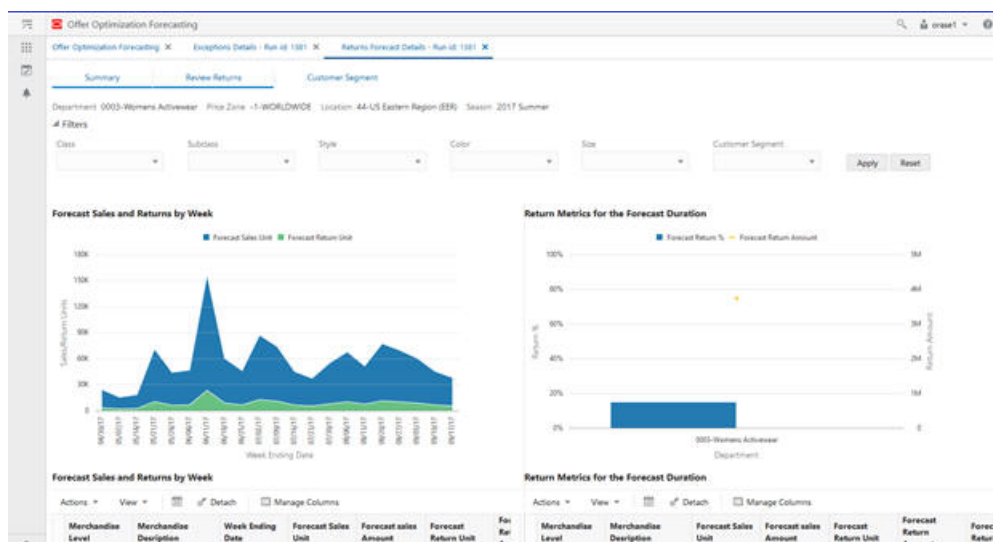 Offer Optimization Forecasting
orase1
Offer Optimization Forecasting X Exceptions Details - Run id: 1381 X Returns Forecast Details - Run id: 1381 X
Summary Review Returns Customer Segment
Department 0003-Womens Activewear Price Zone -1-WORLDWIDE Location 44-US Eastern Region (EER) Season 2017 Summer
Filters
Class Subclass Style Color Size Customer Segment
Apply Reset
Forecast Sales and Returns by Week
Forecast Sales Unit Forecast Return Unit
180K
150K
120K
90K
60K
30K
0
Sales/Return Units
Week Ending Date
Return Metrics for the Forecast Duration
Forecast Return % Forecast Return Amount
100%
80%
60%
40%
20%
0%
Return %
5M
4M
3M
2M
1M
0
Return Amount
0003-Womens Activewear
Department
Forecast Sales and Returns by Week
Actions View Detach Manage Columns
Merchandise Level Merchandise Desription Week Ending Date Forecast Sales Unit Forecast sales Amount Forecast Return Unit
Return Metrics for the Forecast Duration
Actions View Detach Manage Columns
Merchandise Level Merchandise Desription Forecast Sales Unit Forecast sales Amount Forecast Return Unit Forecast Return